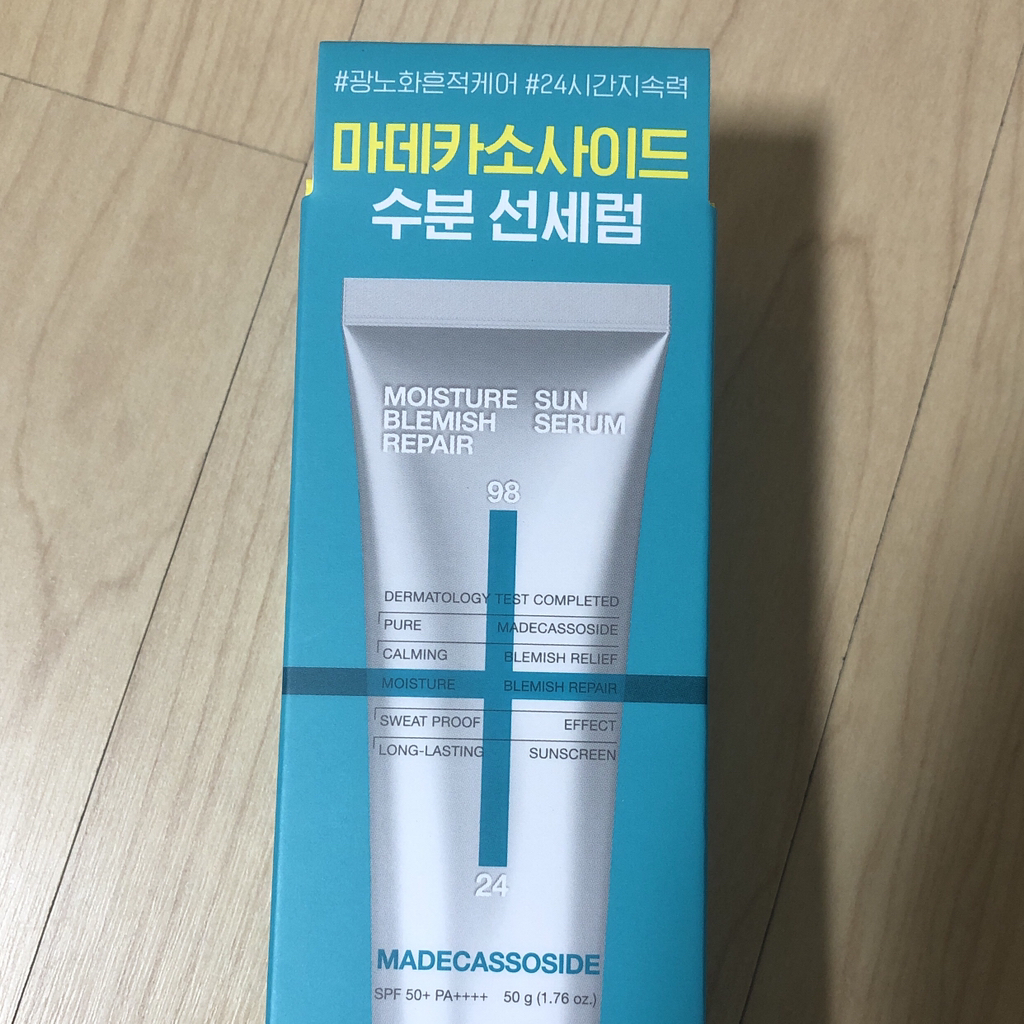 #광노화흔적케어 #24시간지속력
마데카소사이드
수분 선세럼
MOISTURE SUN
BLEMISH SERUM
REPAIR
98
DERMATOLOGY TEST COMPLETED
PURE MADECASSOSIDE
CALMING BLEMISH RELIEF
MOISTURE BLEMISH REPAIR
SWEAT PROOF EFFECT
LONG-LASTING SUNSCREEN
24
MADECASSOSIDE
SPF 50+ PA++++ 50 g (1.76 oz.)